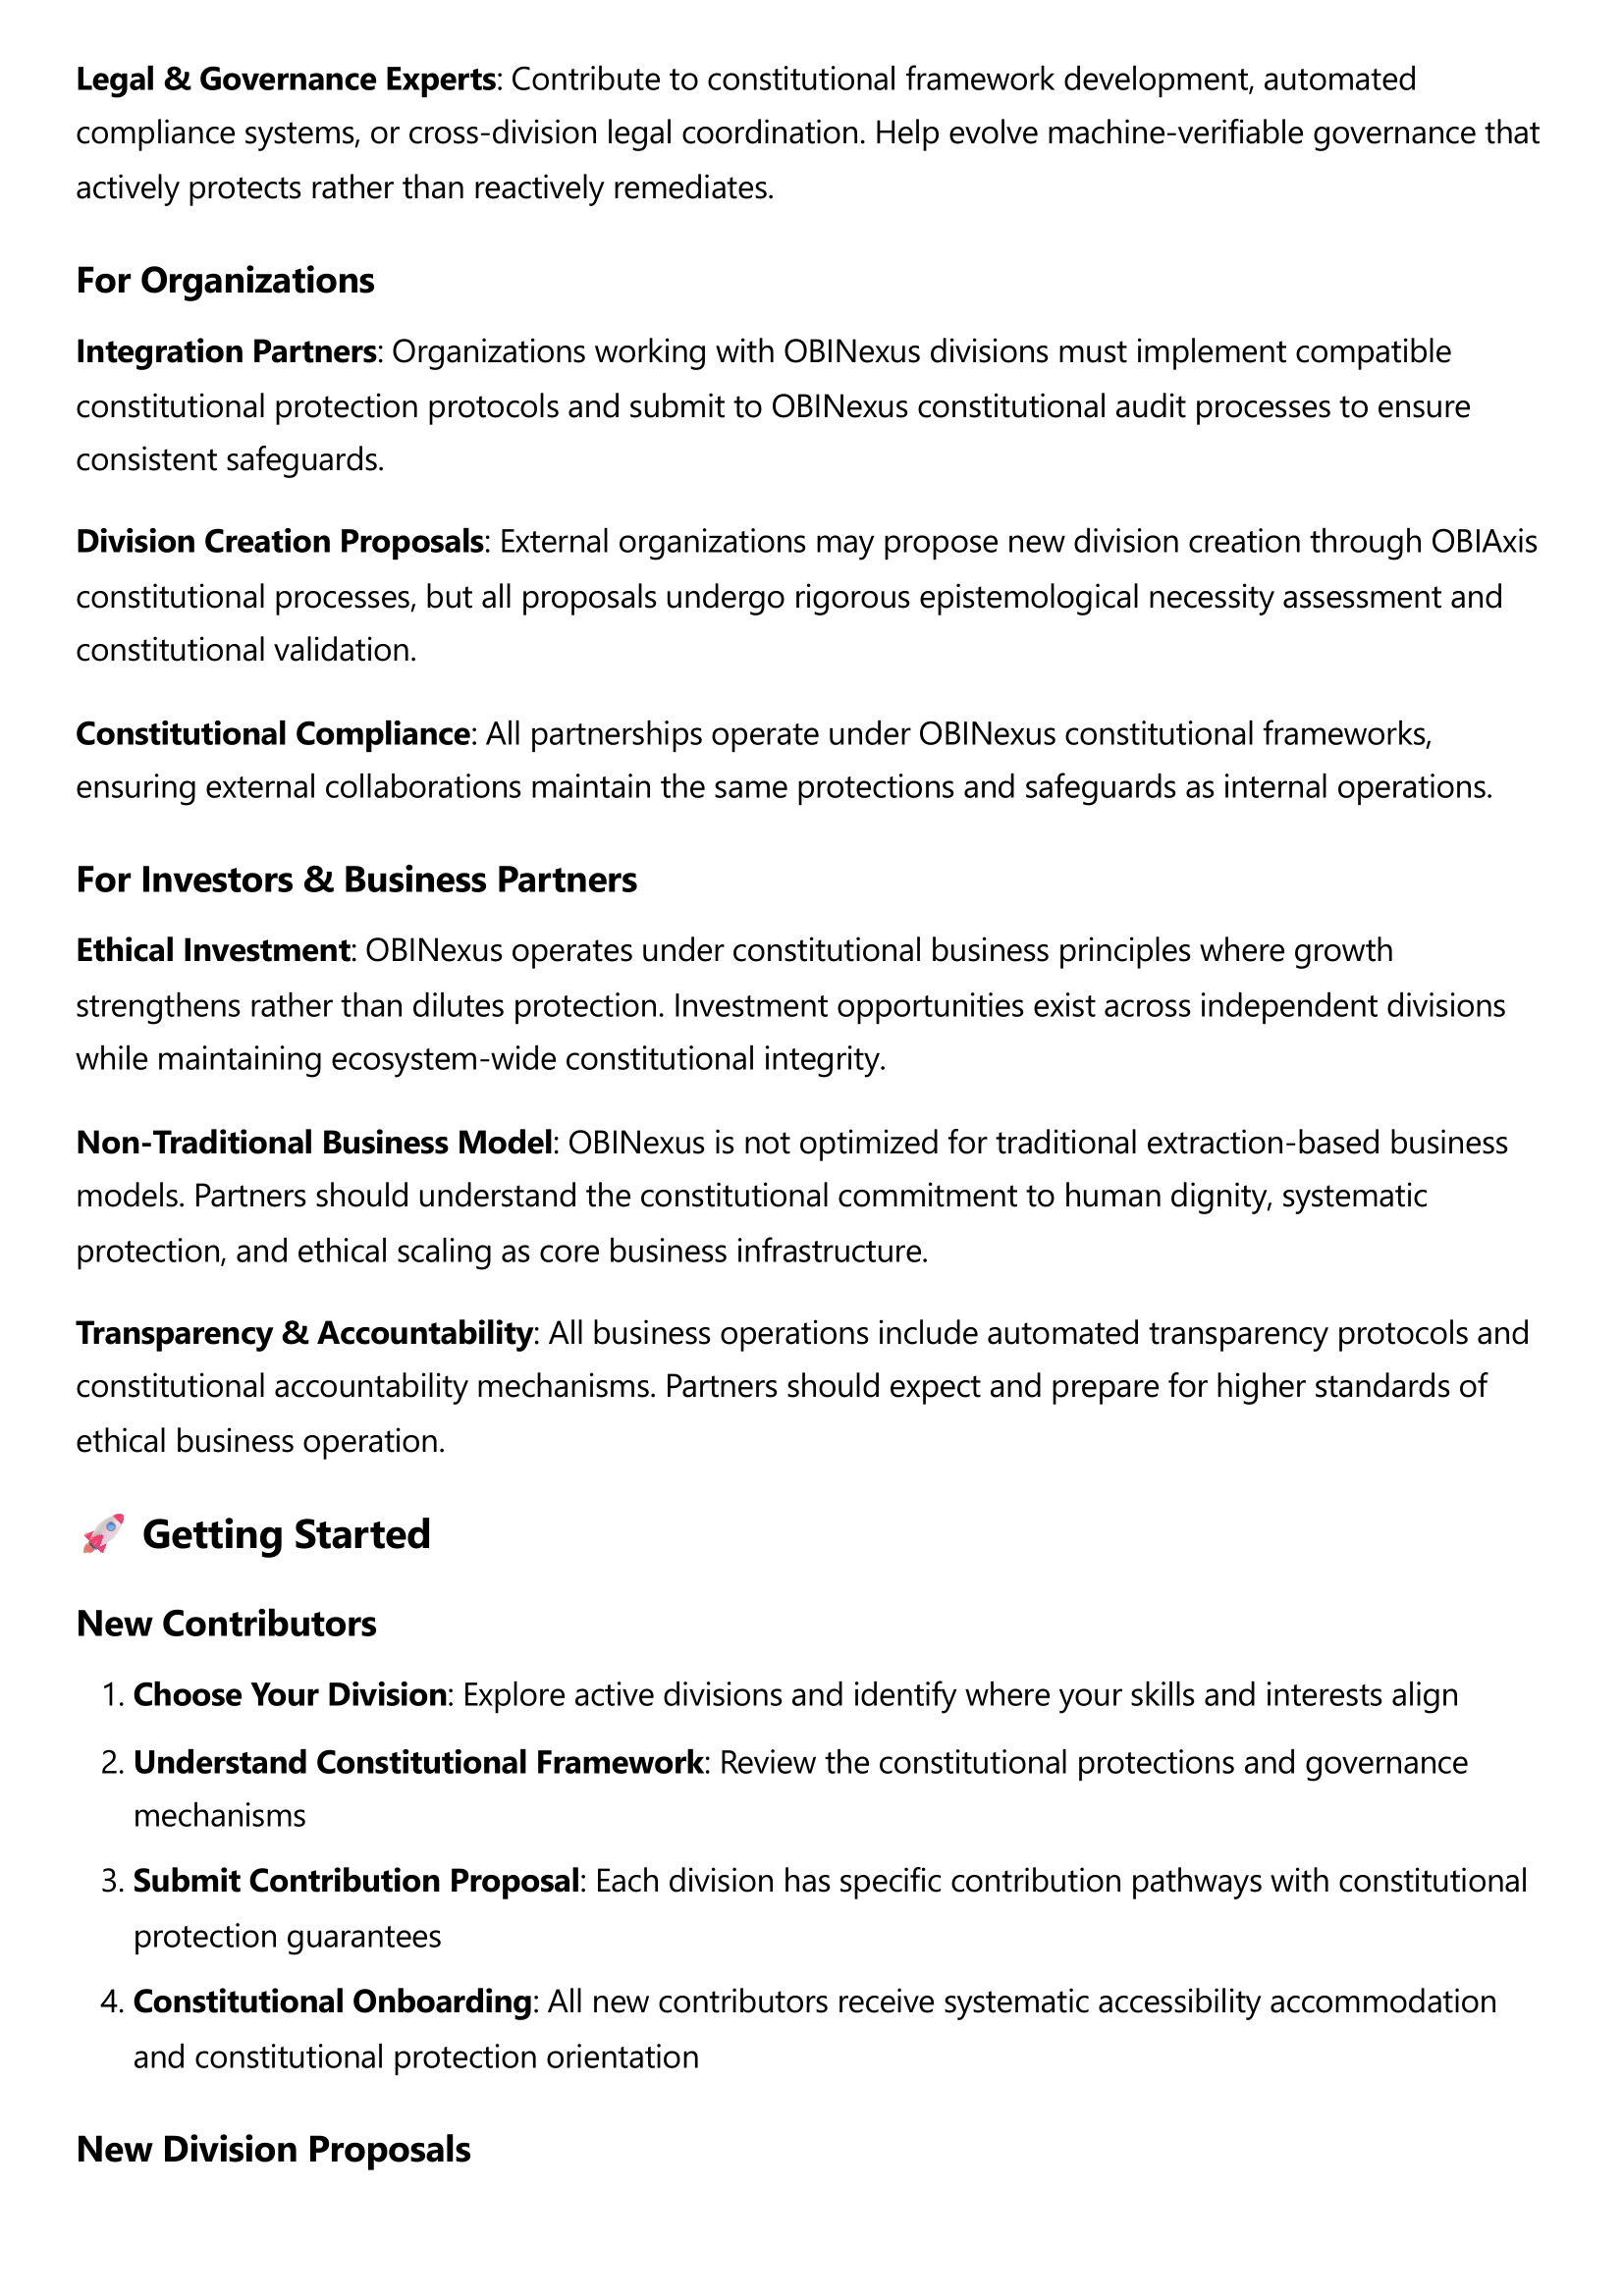 Legal & Governance Experts: Contribute to constitutional framework development, automated
compliance systems, or cross-division legal coordination. Help evolve machine-verifiable governance that
actively protects rather than reactively remediates.
For Organizations
Integration Partners: Organizations working with OBINexus divisions must implement compatible
constitutional protection protocols and submit to OBINexus constitutional audit processes to ensure
consistent safeguards.
Division Creation Proposals: External organizations may propose new division creation through OBIAxis
constitutional processes, but all proposals undergo rigorous epistemological necessity assessment and
constitutional validation.
Constitutional Compliance: All partnerships operate under OBINexus constitutional frameworks,
ensuring external collaborations maintain the same protections and safeguards as internal operations.
For Investors & Business Partners
Ethical Investment: OBINexus operates under constitutional business principles where growth
strengthens rather than dilutes protection. Investment opportunities exist across independent divisions
while maintaining ecosystem-wide constitutional integrity.
Non-Traditional Business Model: OBINexus is not optimized for traditional extraction-based business
models. Partners should understand the constitutional commitment to human dignity, systematic
protection, and ethical scaling as core business infrastructure.
Transparency & Accountability: All business operations include automated transparency protocols and
constitutional accountability mechanisms. Partners should expect and prepare for higher standards of
ethical business operation.
🚀 Getting Started
New Contributors
1. Choose Your Division: Explore active divisions and identify where your skills and interests align
2. Understand Constitutional Framework: Review the constitutional protections and governance
mechanisms
3. Submit Contribution Proposal: Each division has specific contribution pathways with constitutional
protection guarantees
4. Constitutional Onboarding: All new contributors receive systematic accessibility accommodation
and constitutional protection orientation
New Division Proposals